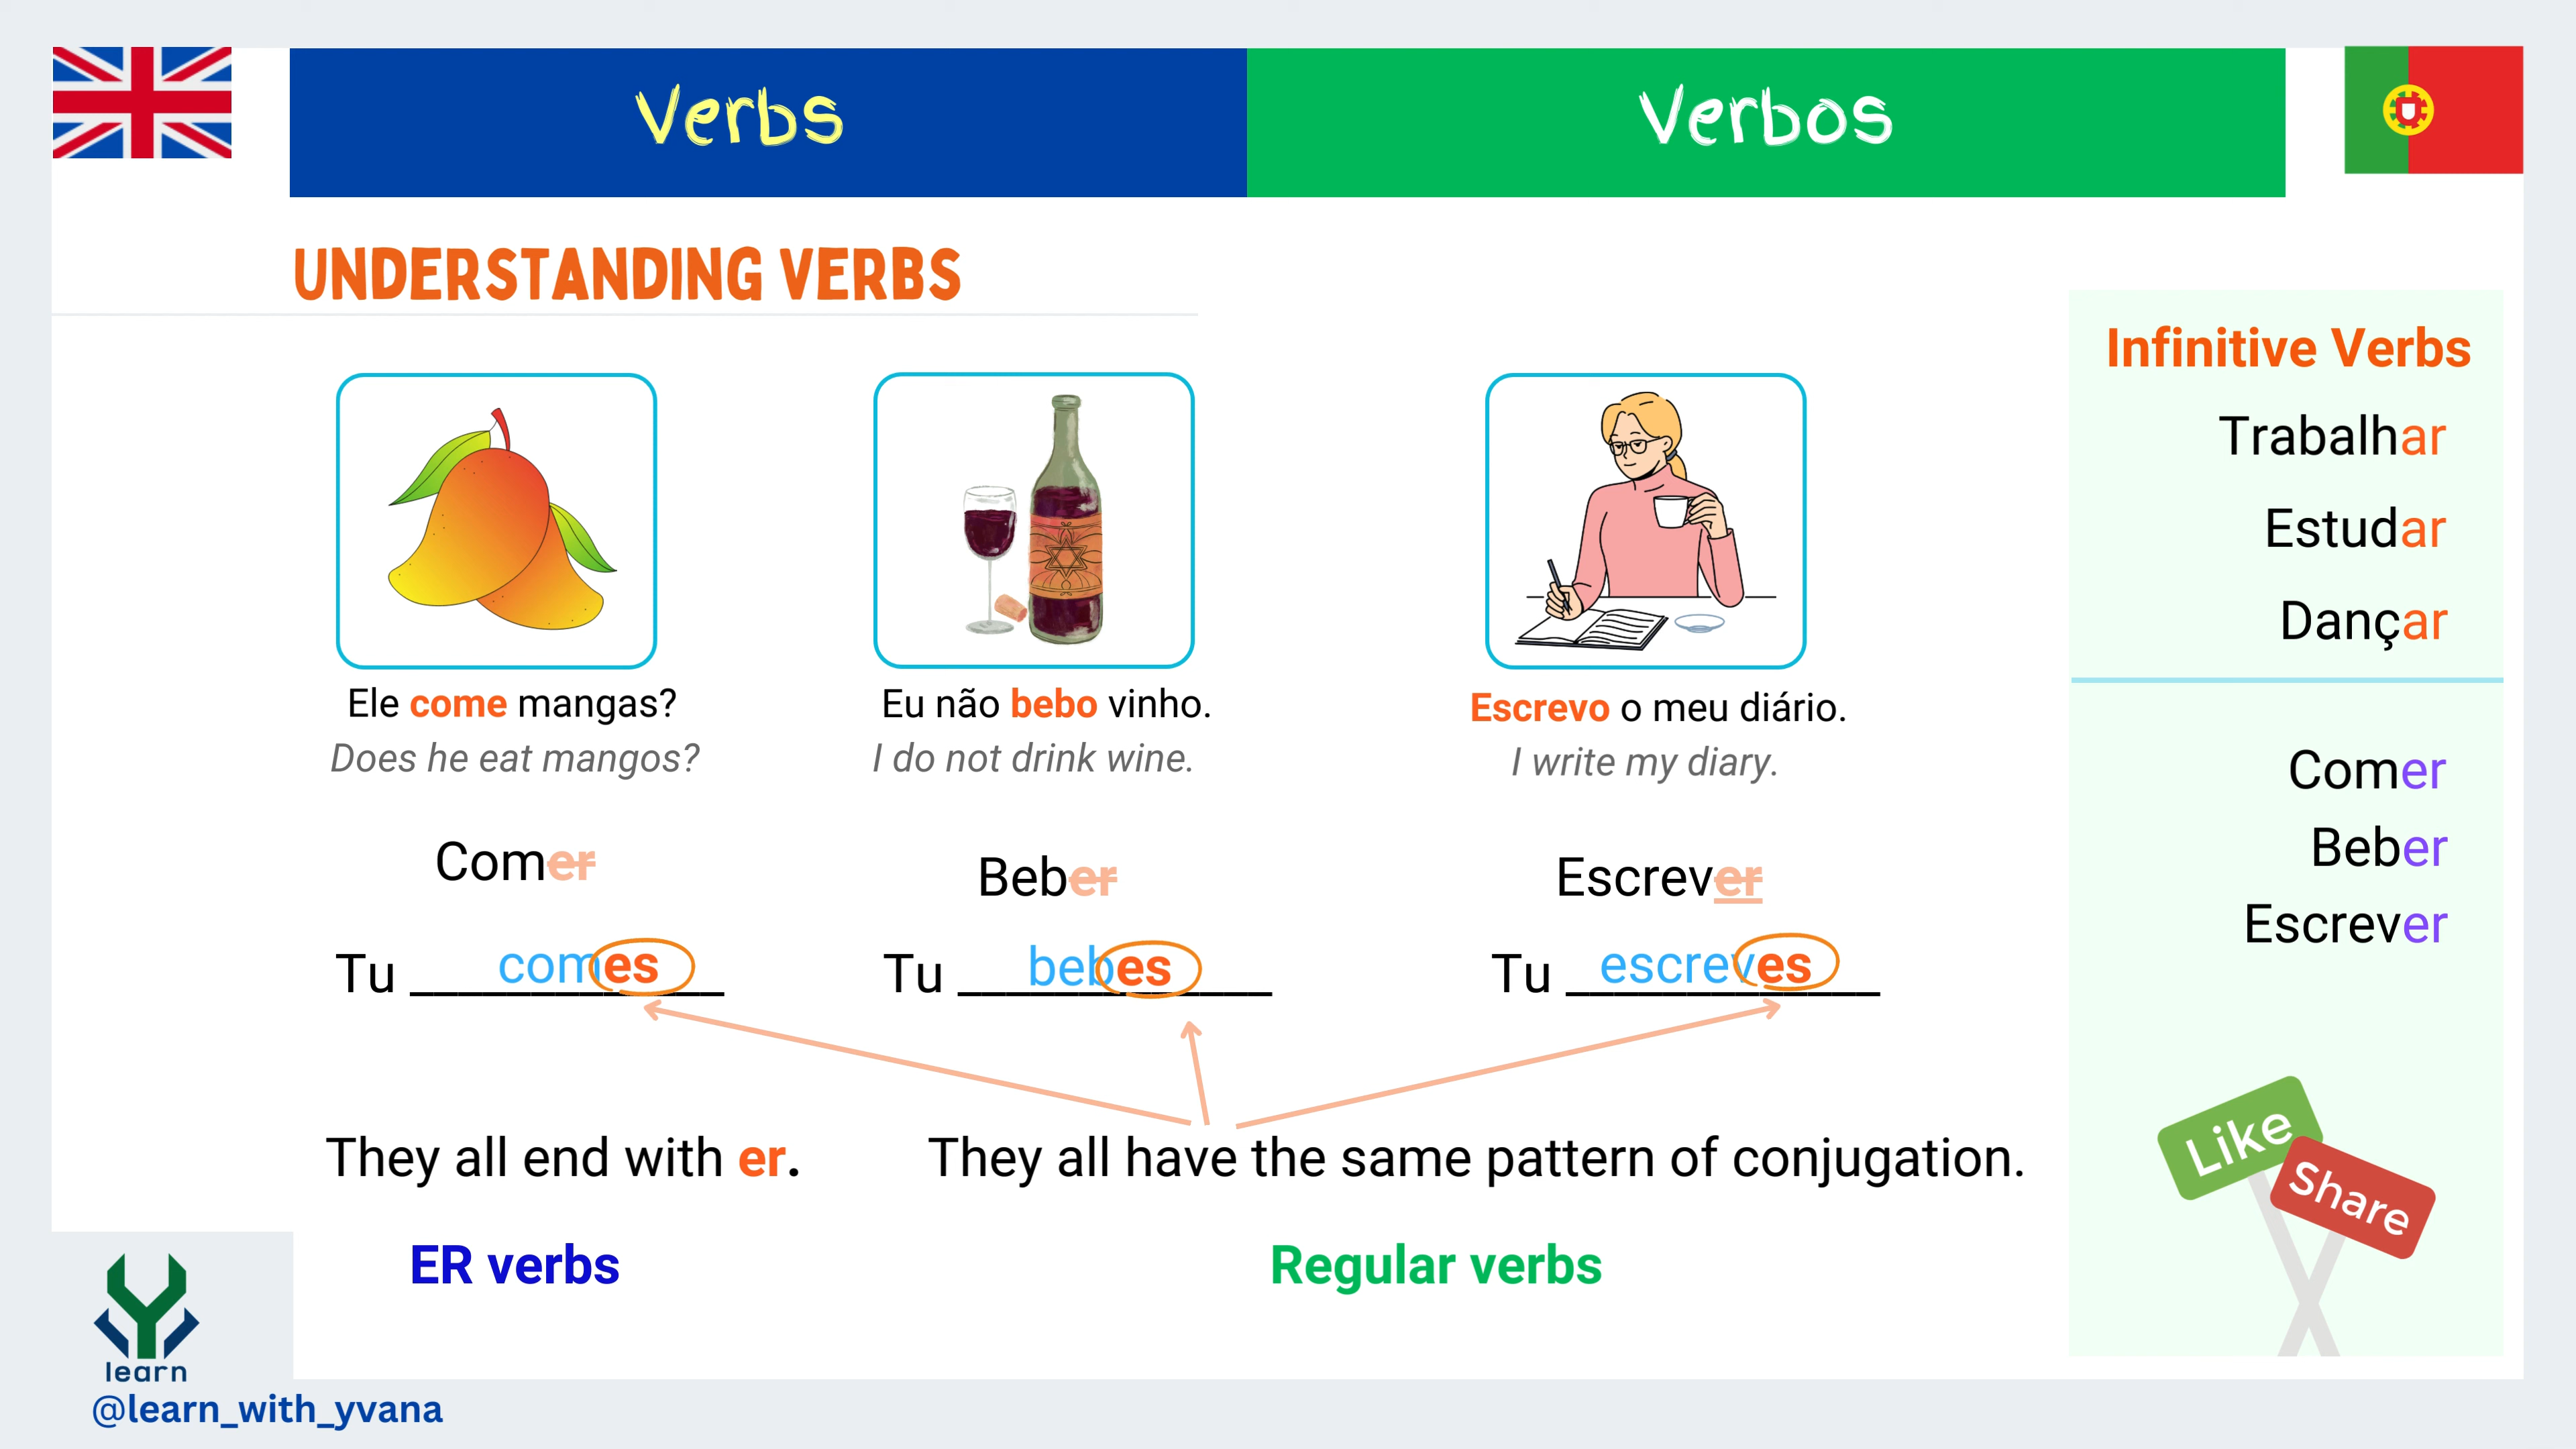 Verbs
Verbos
UNDERSTANDING VERBS
Ele come mangas?
Does he eat mangos?
Eu não bebo vinho.
I do not drink wine.
Escrevo o meu diário.
I write my diary.
Comer
Beber
Escrever
Tu comes
Tu bebes
Tu escreves
They all end with er.
They all have the same pattern of conjugation.
ER verbs
Regular verbs
Infinitive Verbs
Trabalhar
Estudar
Dançar
Comer
Beber
Escrever
Like
Share
learn
@learn_with_yvana